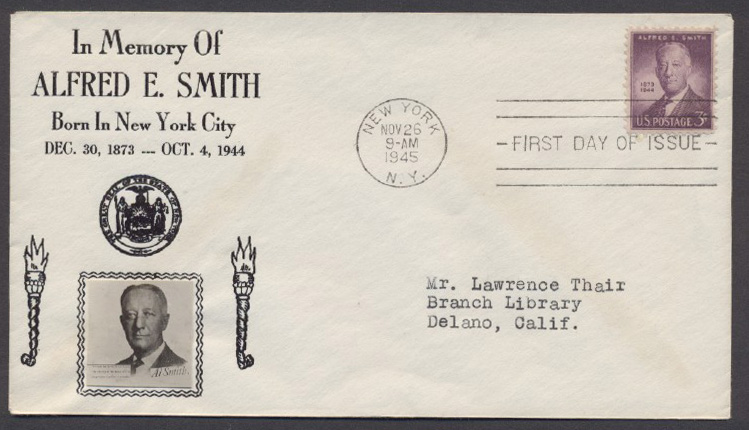 In Memory Of
ALFRED E. SMITH
Born In New York City
DEC. 30, 1873 --- OCT. 4, 1944
Al Smith
NEW YORK
NOV 26
9-AM
1945
N.Y.
FIRST DAY OF ISSUE
ALFRED E. SMITH
1873
1944
U.S. POSTAGE 3¢
Mr. Lawrence Thair
Branch Library
Delano, Calif.